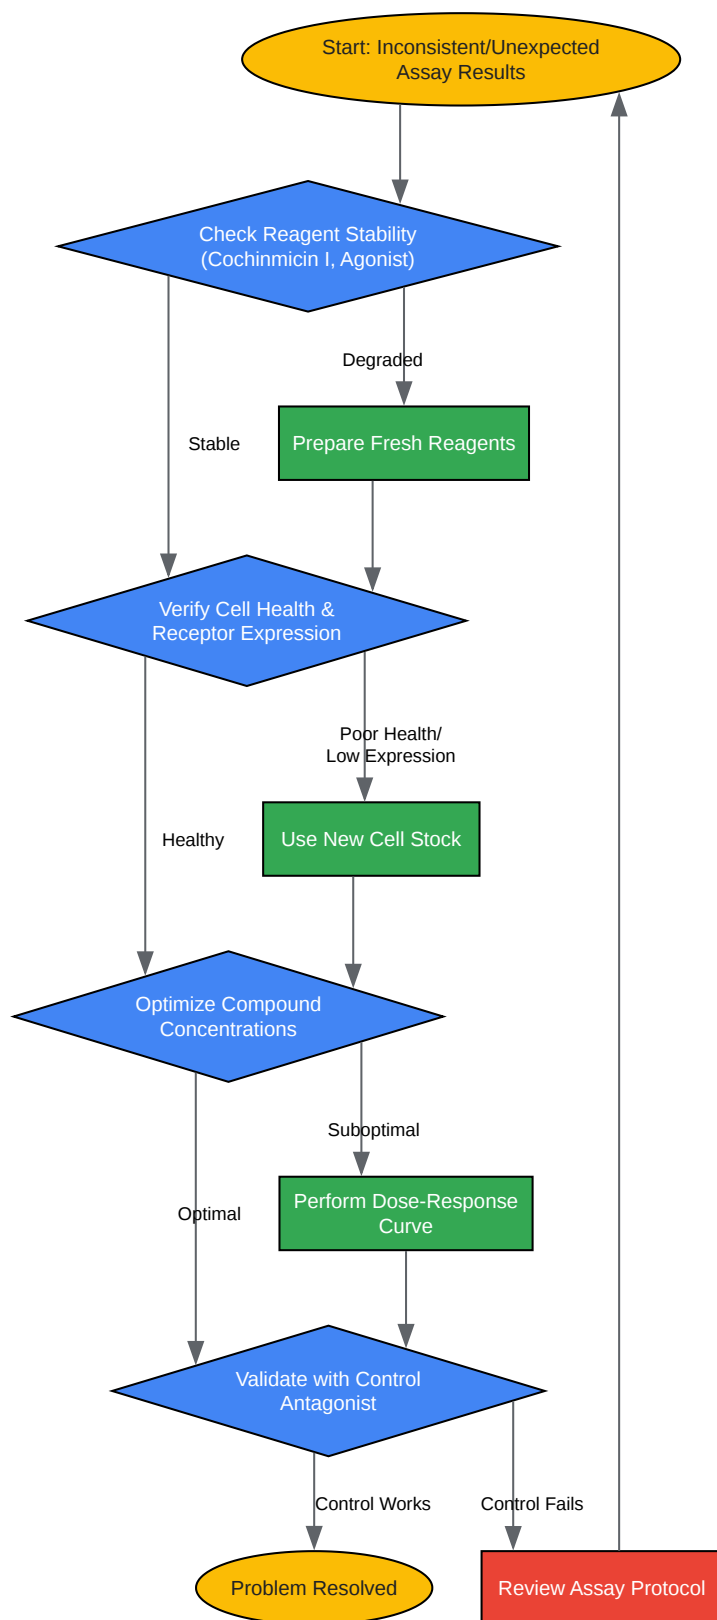 Start: Inconsistent/Unexpected
Assay Results
Check Reagent Stability
(Cochinmicin I, Agonist)
Degraded
Stable
Prepare Fresh Reagents
Verify Cell Health &
Receptor Expression
Poor Health/
Low Expression
Healthy
Use New Cell Stock
Optimize Compound
Concentrations
Suboptimal
Optimal
Perform Dose-Response
Curve
Validate with Control
Antagonist
Control Works
Control Fails
Problem Resolved
Review Assay Protocol